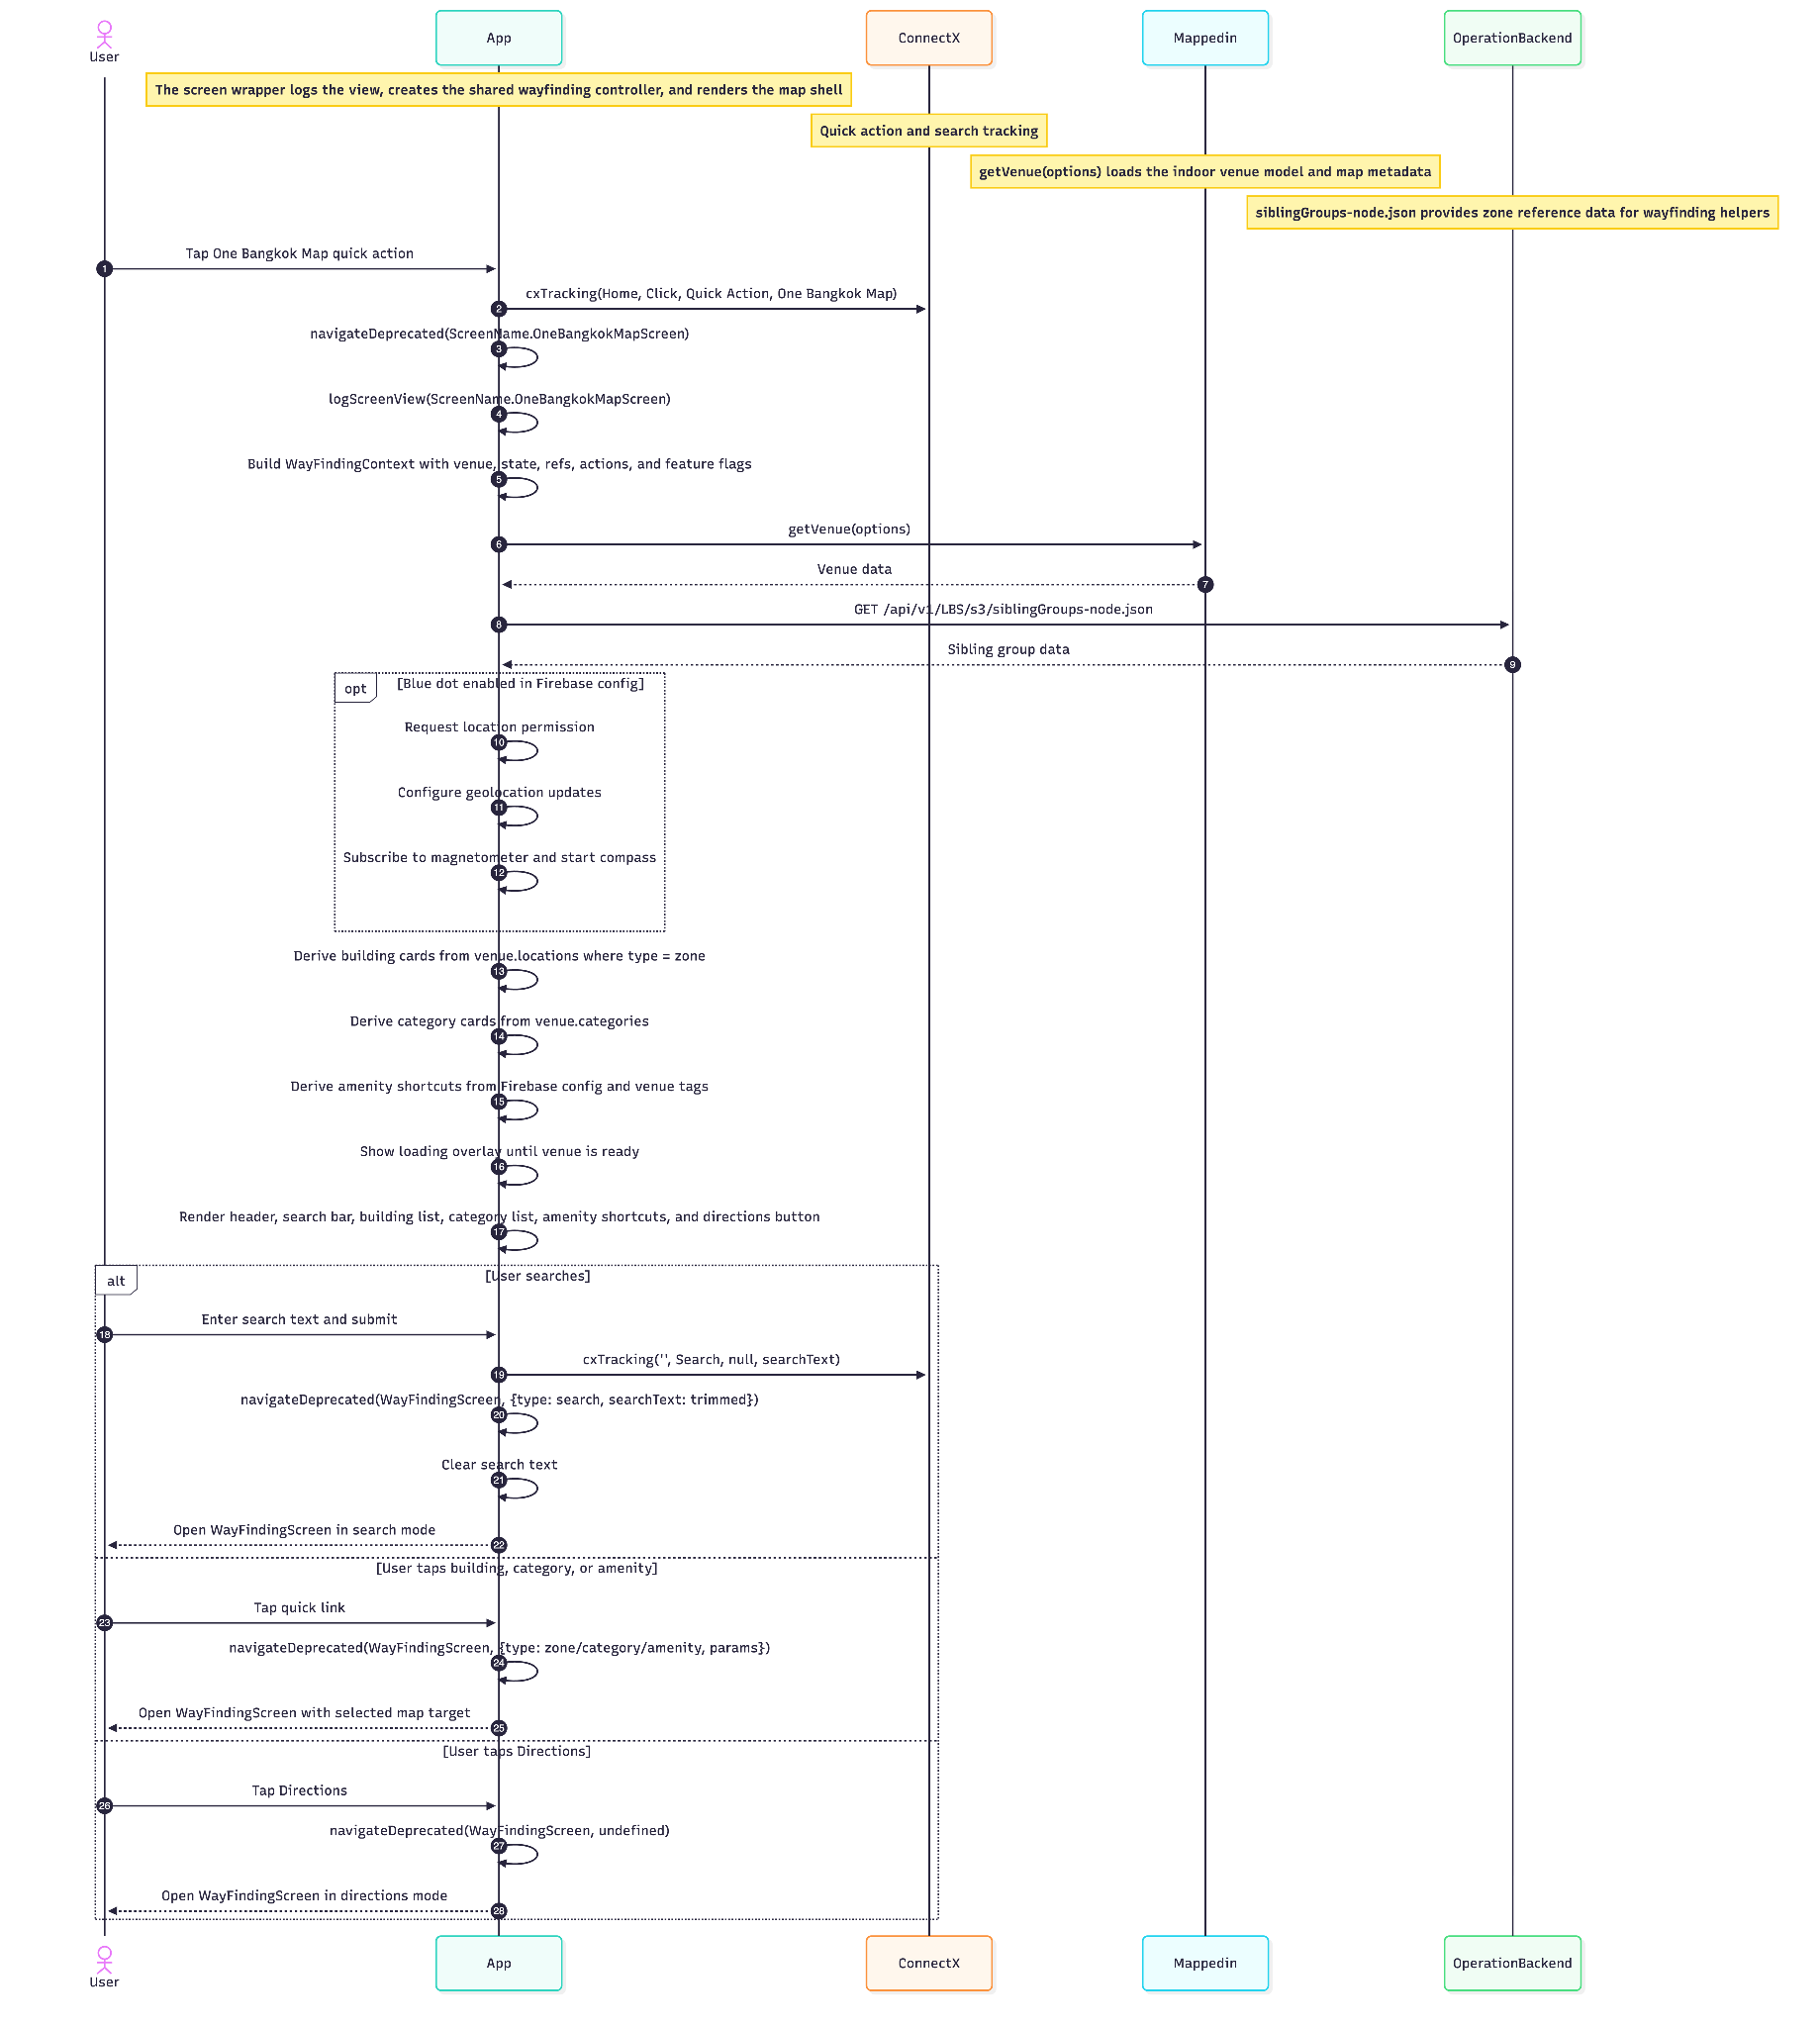 User
App
ConnectX
Mappedin
OperationBackend
The screen wrapper logs the view, creates the shared wayfinding controller, and renders the map shell
Quick action and search tracking
getVenue(options) loads the indoor venue model and map metadata
siblingGroups-node.json provides zone reference data for wayfinding helpers
Tap One Bangkok Map quick action
1
cxTracking(Home, Click, Quick Action, One Bangkok Map)
2
navigateDeprecated(ScreenName.OneBangkokMapScreen)
3
logScreenView(ScreenName.OneBangkokMapScreen)
4
Build WayFindingContext with venue, state, refs, actions, and feature flags
5
getVenue(options)
6
Venue data
7
GET /api/v1/LBS/s3/siblingGroups-node.json
8
Sibling group data
9
opt
[Blue dot enabled in Firebase config]
Request location permission
10
Configure geolocation updates
11
Subscribe to magnetometer and start compass
12
Derive building cards from venue.locations where type = zone
13
Derive category cards from venue.categories
14
Derive amenity shortcuts from Firebase config and venue tags
15
Show loading overlay until venue is ready
16
Render header, search bar, building list, category list, amenity shortcuts, and directions button
17
alt
[User searches]
Enter search text and submit
18
cxTracking('', Search, null, searchText)
19
navigateDeprecated(WayFindingScreen, {type: search, searchText: trimmed})
20
Clear search text
21
Open WayFindingScreen in search mode
22
[User taps building, category, or amenity]
Tap quick link
23
navigateDeprecated(WayFindingScreen, {type: zone/category/amenity, params})
24
Open WayFindingScreen with selected map target
25
[User taps Directions]
Tap Directions
26
navigateDeprecated(WayFindingScreen, undefined)
27
Open WayFindingScreen in directions mode
28
User
App
ConnectX
Mappedin
OperationBackend